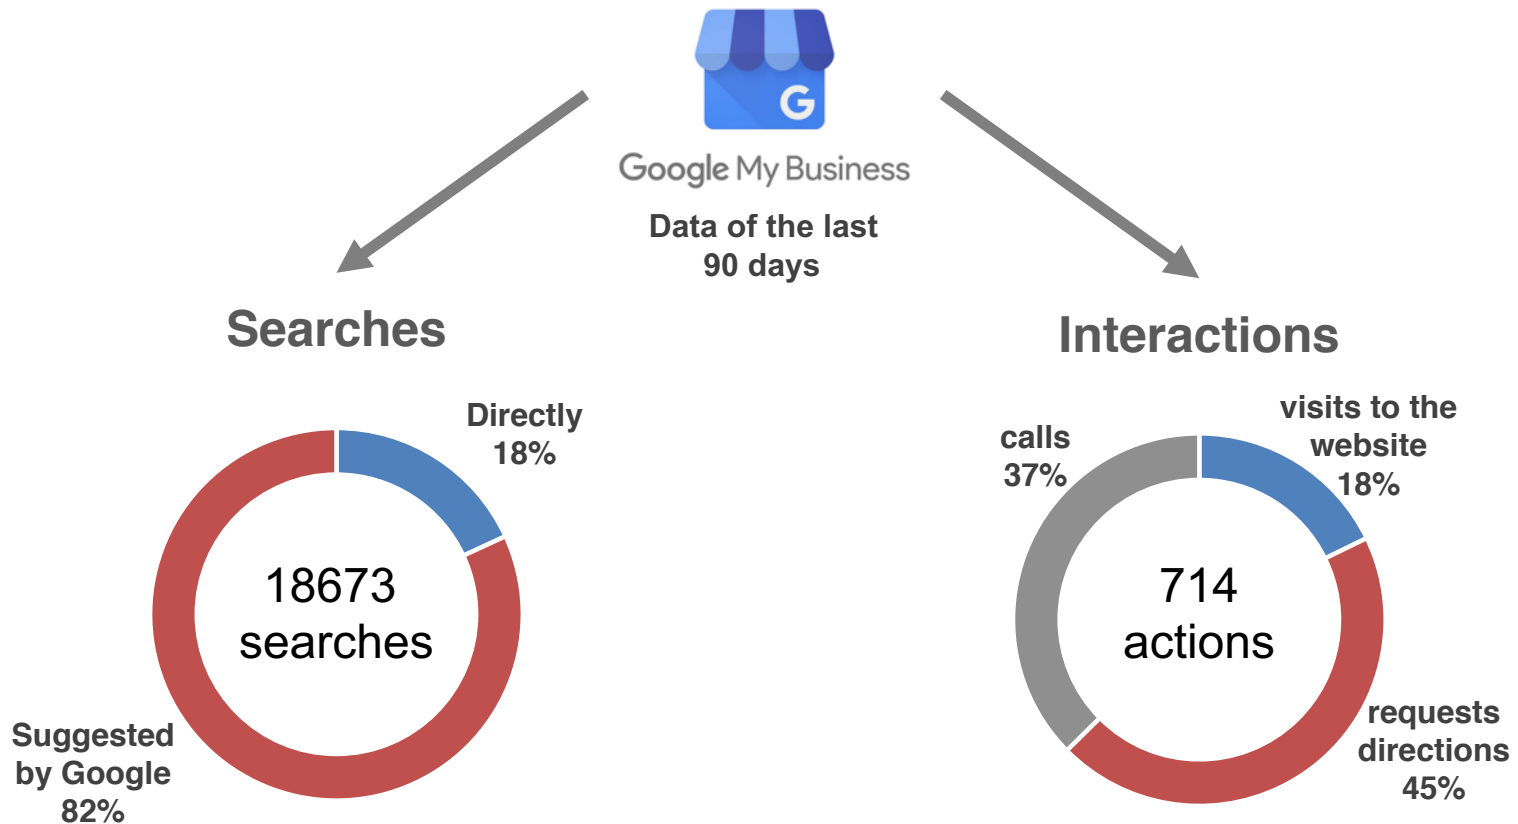 G
Google My Business
Data of the last
90 days
Searches
Directly
18%
18673
searches
Suggested
by Google
82%
Interactions
calls
37%
visits to the
website
18%
714
actions
requests
directions
45%